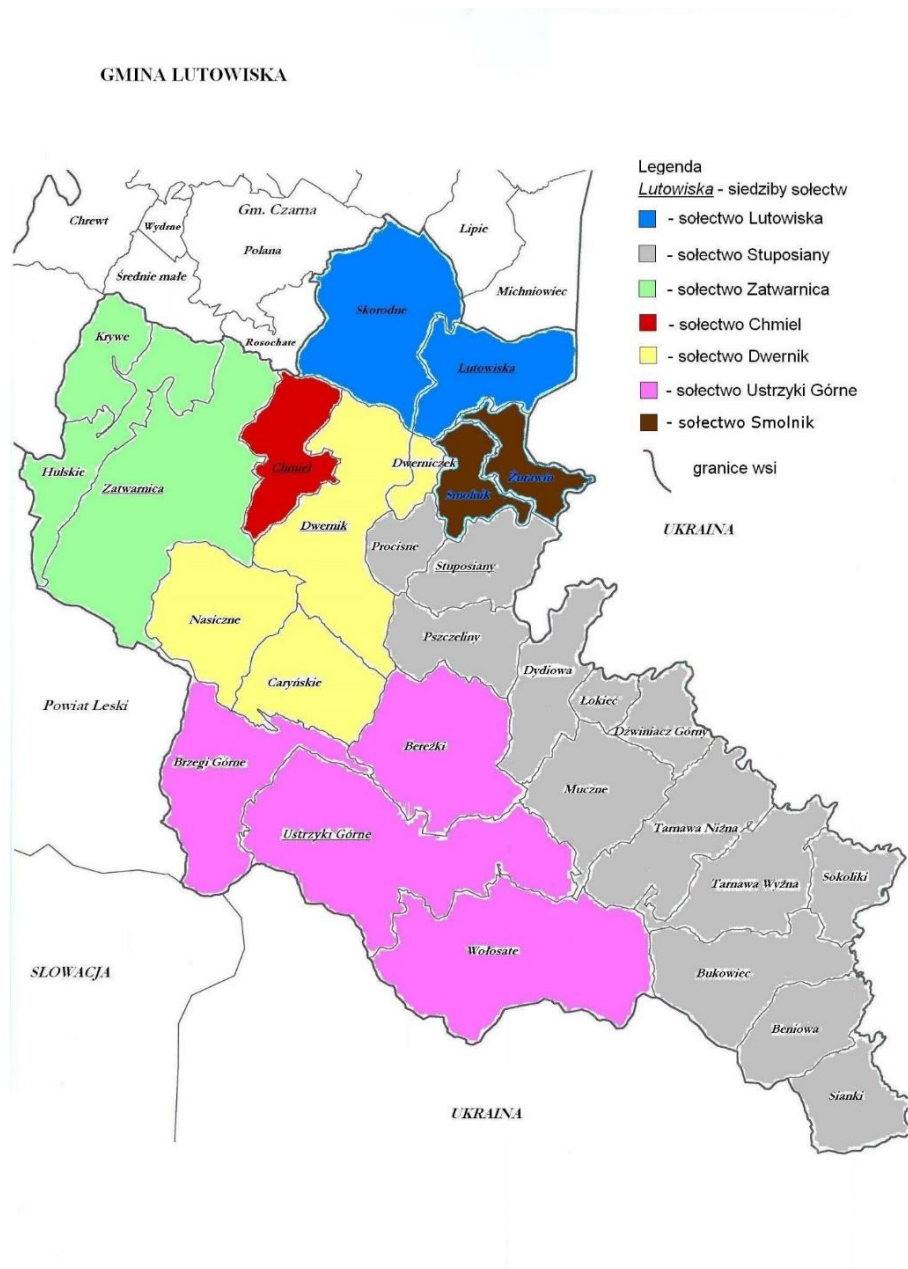 GMINA LUTOWISKA
Legenda
Lutowiska - siedziby sołectw
- sołectwo Lutowiska
- sołectwo Stuposiany
- sołectwo Zatwarnica
- sołectwo Chmiel
- sołectwo Dwernik
- sołectwo Ustrzyki Górne
- sołectwo Smolnik
granice wsi
Chrewt
Wydrne
Gm. Czarna
Polana
Lipie
Średnie małe
Michniowiec
Skorodne
Rosochate
Krywe
Lutowiska
Hulskie
Zatwarnica
Chmiel
Dwerniczek
Smolnik
Żurawin
Dwernik
UKRAINA
Procisne
Stuposiany
Nasiczne
Pszczeliny
Caryńskie
Dydiowa
Łokieć
Dźwiniacz Górny
Powiat Leski
Brzegi Górne
Bereżki
Muczne
Ustrzyki Górne
Tarnawa Niżna
Tarnawa Wyżna
Sokoliki
Wołosate
SLOWACJA
Bukowiec
Beniowa
Sianki
UKRAINA